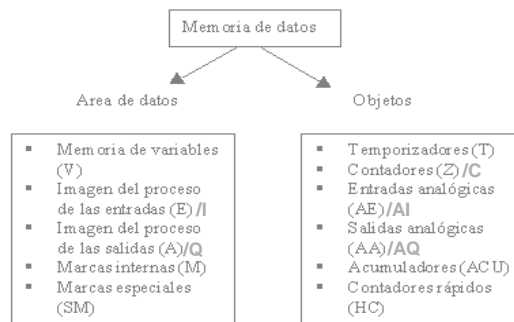 Memoria de datos
Area de datos
Objetos
▪ Memoria de variables
(V)
▪ Imagen del proceso
de las entradas (E) /I
▪ Imagen del proceso
de las salidas (A)/Q
▪ Marcas internas (M)
▪ Marcas especiales
(SM)
▪ Temporizadores (T)
▪ Contadores (Z) /C
▪ Entradas analógicas
(AE)/AI
▪ Salidas analógicas
(AA)/AQ
▪ Acumuladores (ACU)
▪ Contadores rápidos
(HC)